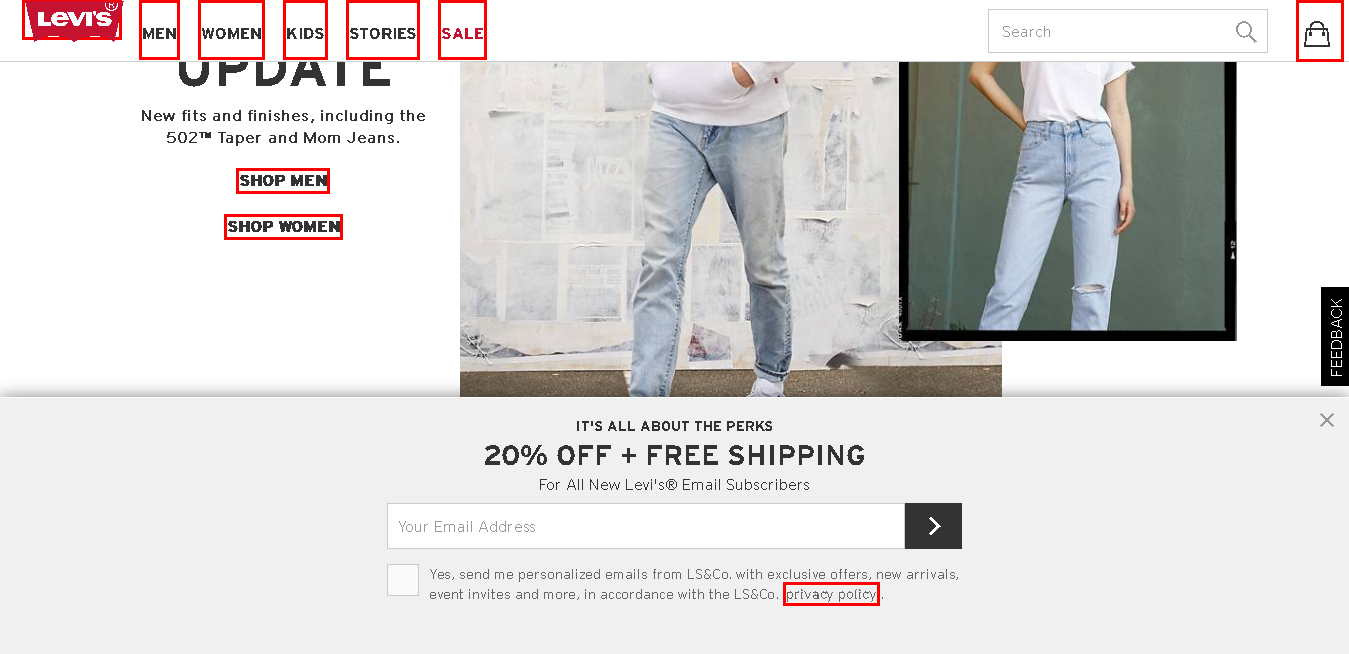 LEVI'S®
MEN
WOMEN
KIDS
STORIES
SALE
Search
UPDATE
New fits and finishes, including the
502™ Taper and Mom Jeans.
SHOP MEN
SHOP WOMEN
12
FEEDBACK
IT'S ALL ABOUT THE PERKS
20% OFF + FREE SHIPPING
For All New Levi's® Email Subscribers
Your Email Address
Yes, send me personalized emails from LS&Co. with exclusive offers, new arrivals,
event invites and more, in accordance with the LS&Co. privacy policy .